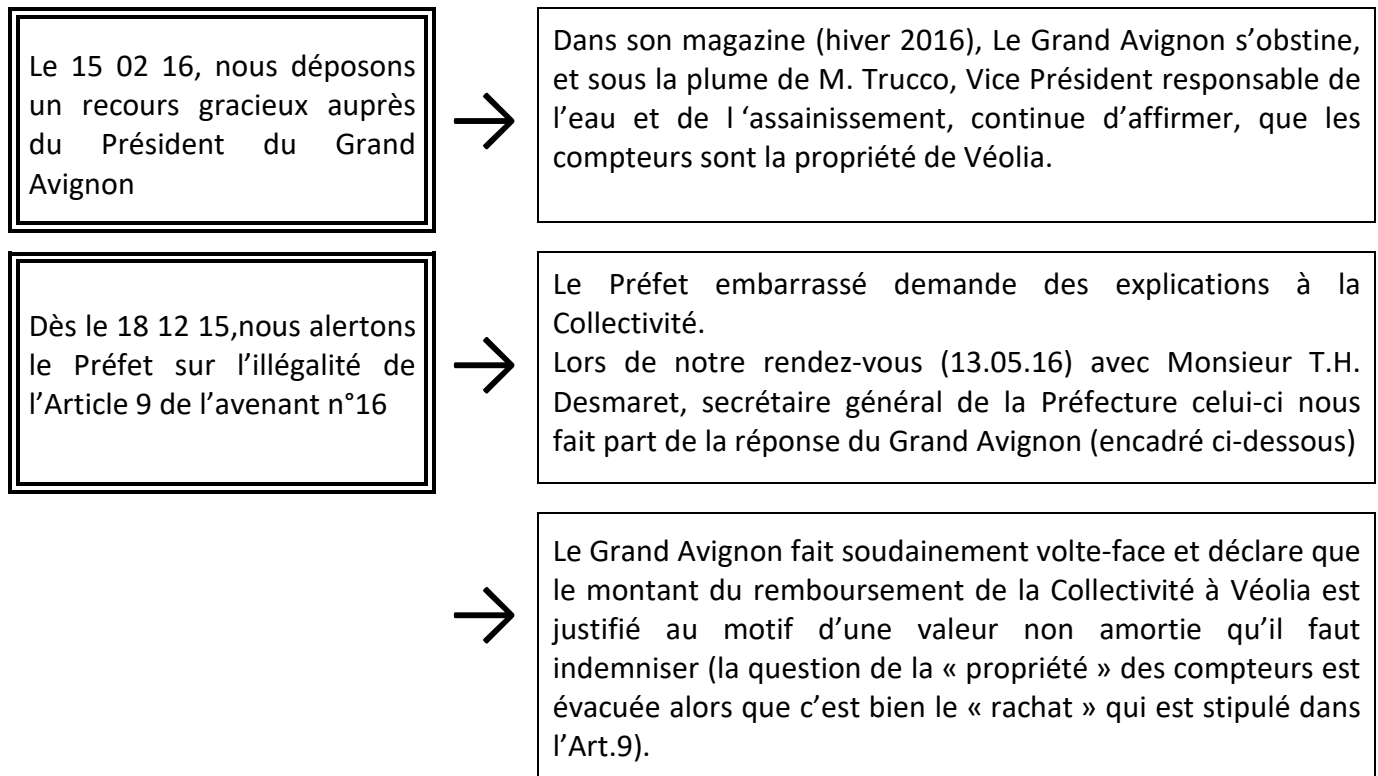 Le 15 02 16, nous déposons
un recours gracieux auprès
du Président du Grand
Avignon
Dans son magazine (hiver 2016), Le Grand Avignon s’obstine,
et sous la plume de M. Trucco, Vice Président responsable de
l’eau et de l ‘assainissement, continue d’affirmer, que les
compteurs sont la propriété de Véolia.
Dès le 18 12 15,nous alertons
le Préfet sur l’illégalité de
l’Article 9 de l’avenant n°16
Le Préfet embarrassé demande des explications à la
Collectivité.
Lors de notre rendez-vous (13.05.16) avec Monsieur T.H.
Desmaret, secrétaire général de la Préfecture celui-ci nous
fait part de la réponse du Grand Avignon (encadré ci-dessous)
Le Grand Avignon fait soudainement volte-face et déclare que
le montant du remboursement de la Collectivité à Véolia est
justifié au motif d’une valeur non amortie qu’il faut
indemniser (la question de la « propriété » des compteurs est
évacuée alors que c’est bien le « rachat » qui est stipulé dans
l’Art.9).